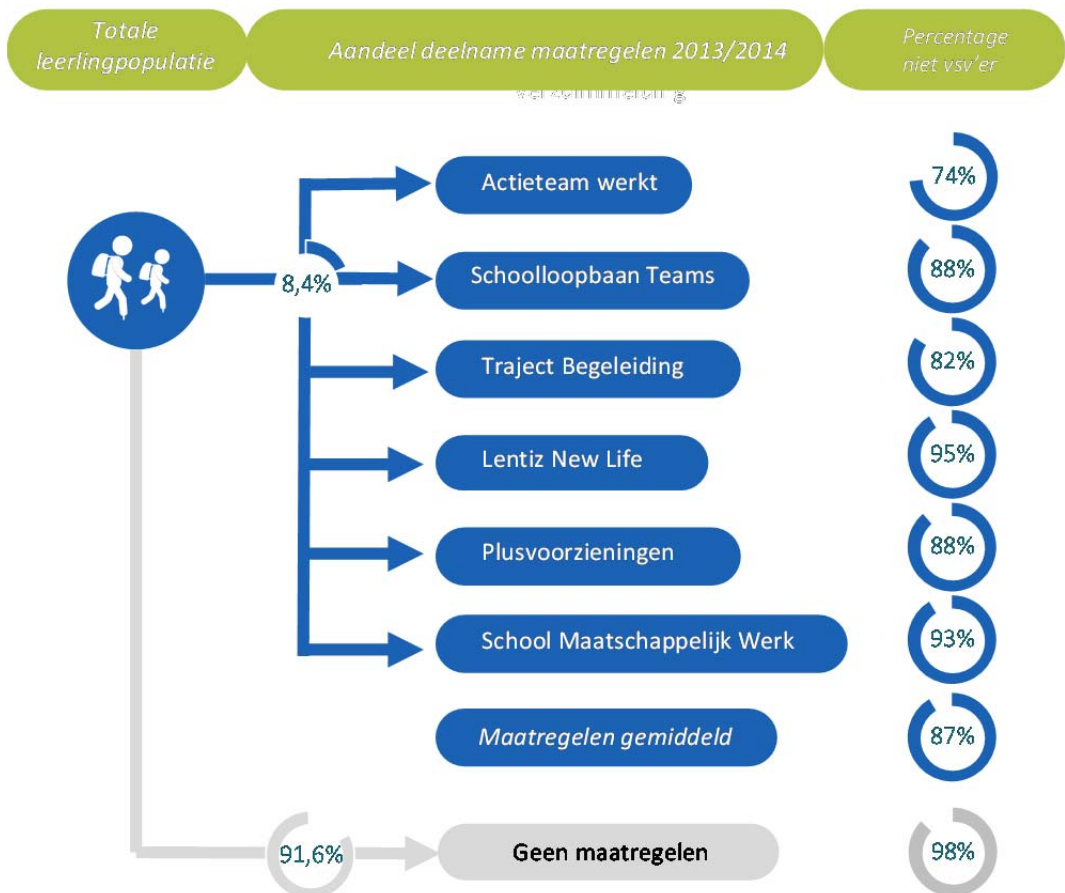 Totale
leerlingpopulatie
Aandeel deelname maatregelen 2013/2014
Percentage
niet vsv'er
Actieteam werkt
74%
8,4%
Schoolloopbaan Teams
88%
Traject Begeleiding
82%
Lentiz New Life
95%
Plusvoorzieningen
88%
School Maatschappelijk Werk
93%
Maatregelen gemiddeld
87%
91,6%
Geen maatregelen
98%